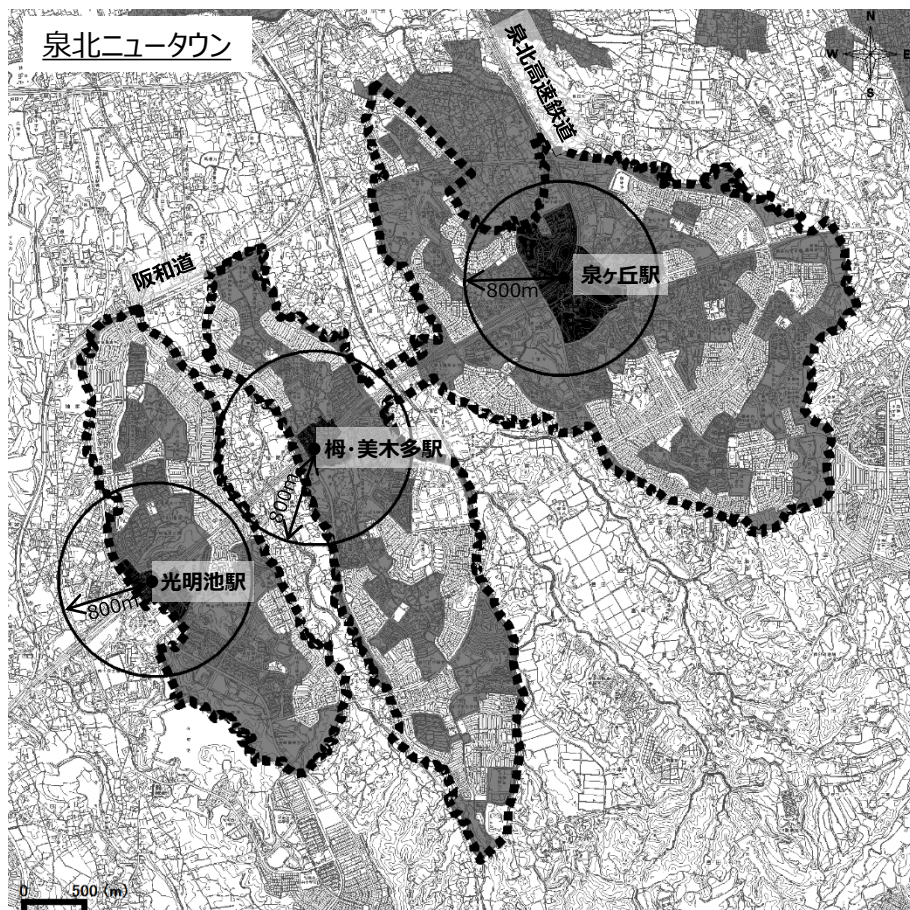 泉北ニュータウン
泉北高速鉄道
N
W
E
S
阪和道
泉ヶ丘駅
800m
栂・美木多駅
800m
光明池駅
800m
0 500 (m)